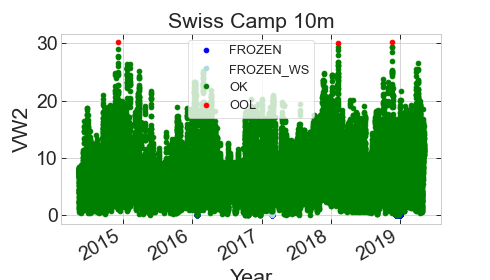 Swiss Camp 10m
VW2
30
20
10
0
FROZEN
FROZEN_WS
OK
OOL
2015
2016
2017
2018
2019
Year